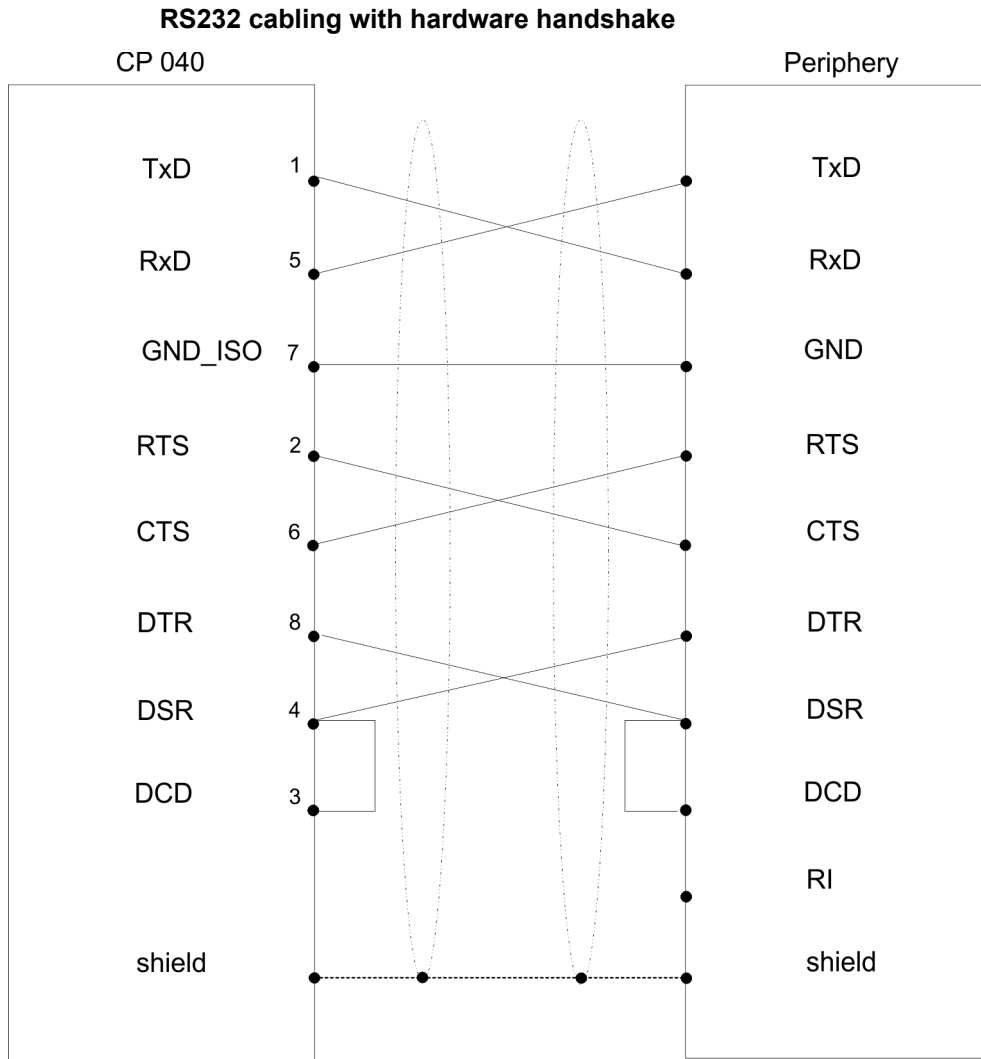 RS232 cabling with hardware handshake
CP 040 Periphery
TxD 1 TxD
RxD 5 RxD
GND_ISO 7 GND
RTS 2 RTS
CTS 6 CTS
DTR 8 DTR
DSR 4 DSR
DCD 3 DCD
RI
shield shield